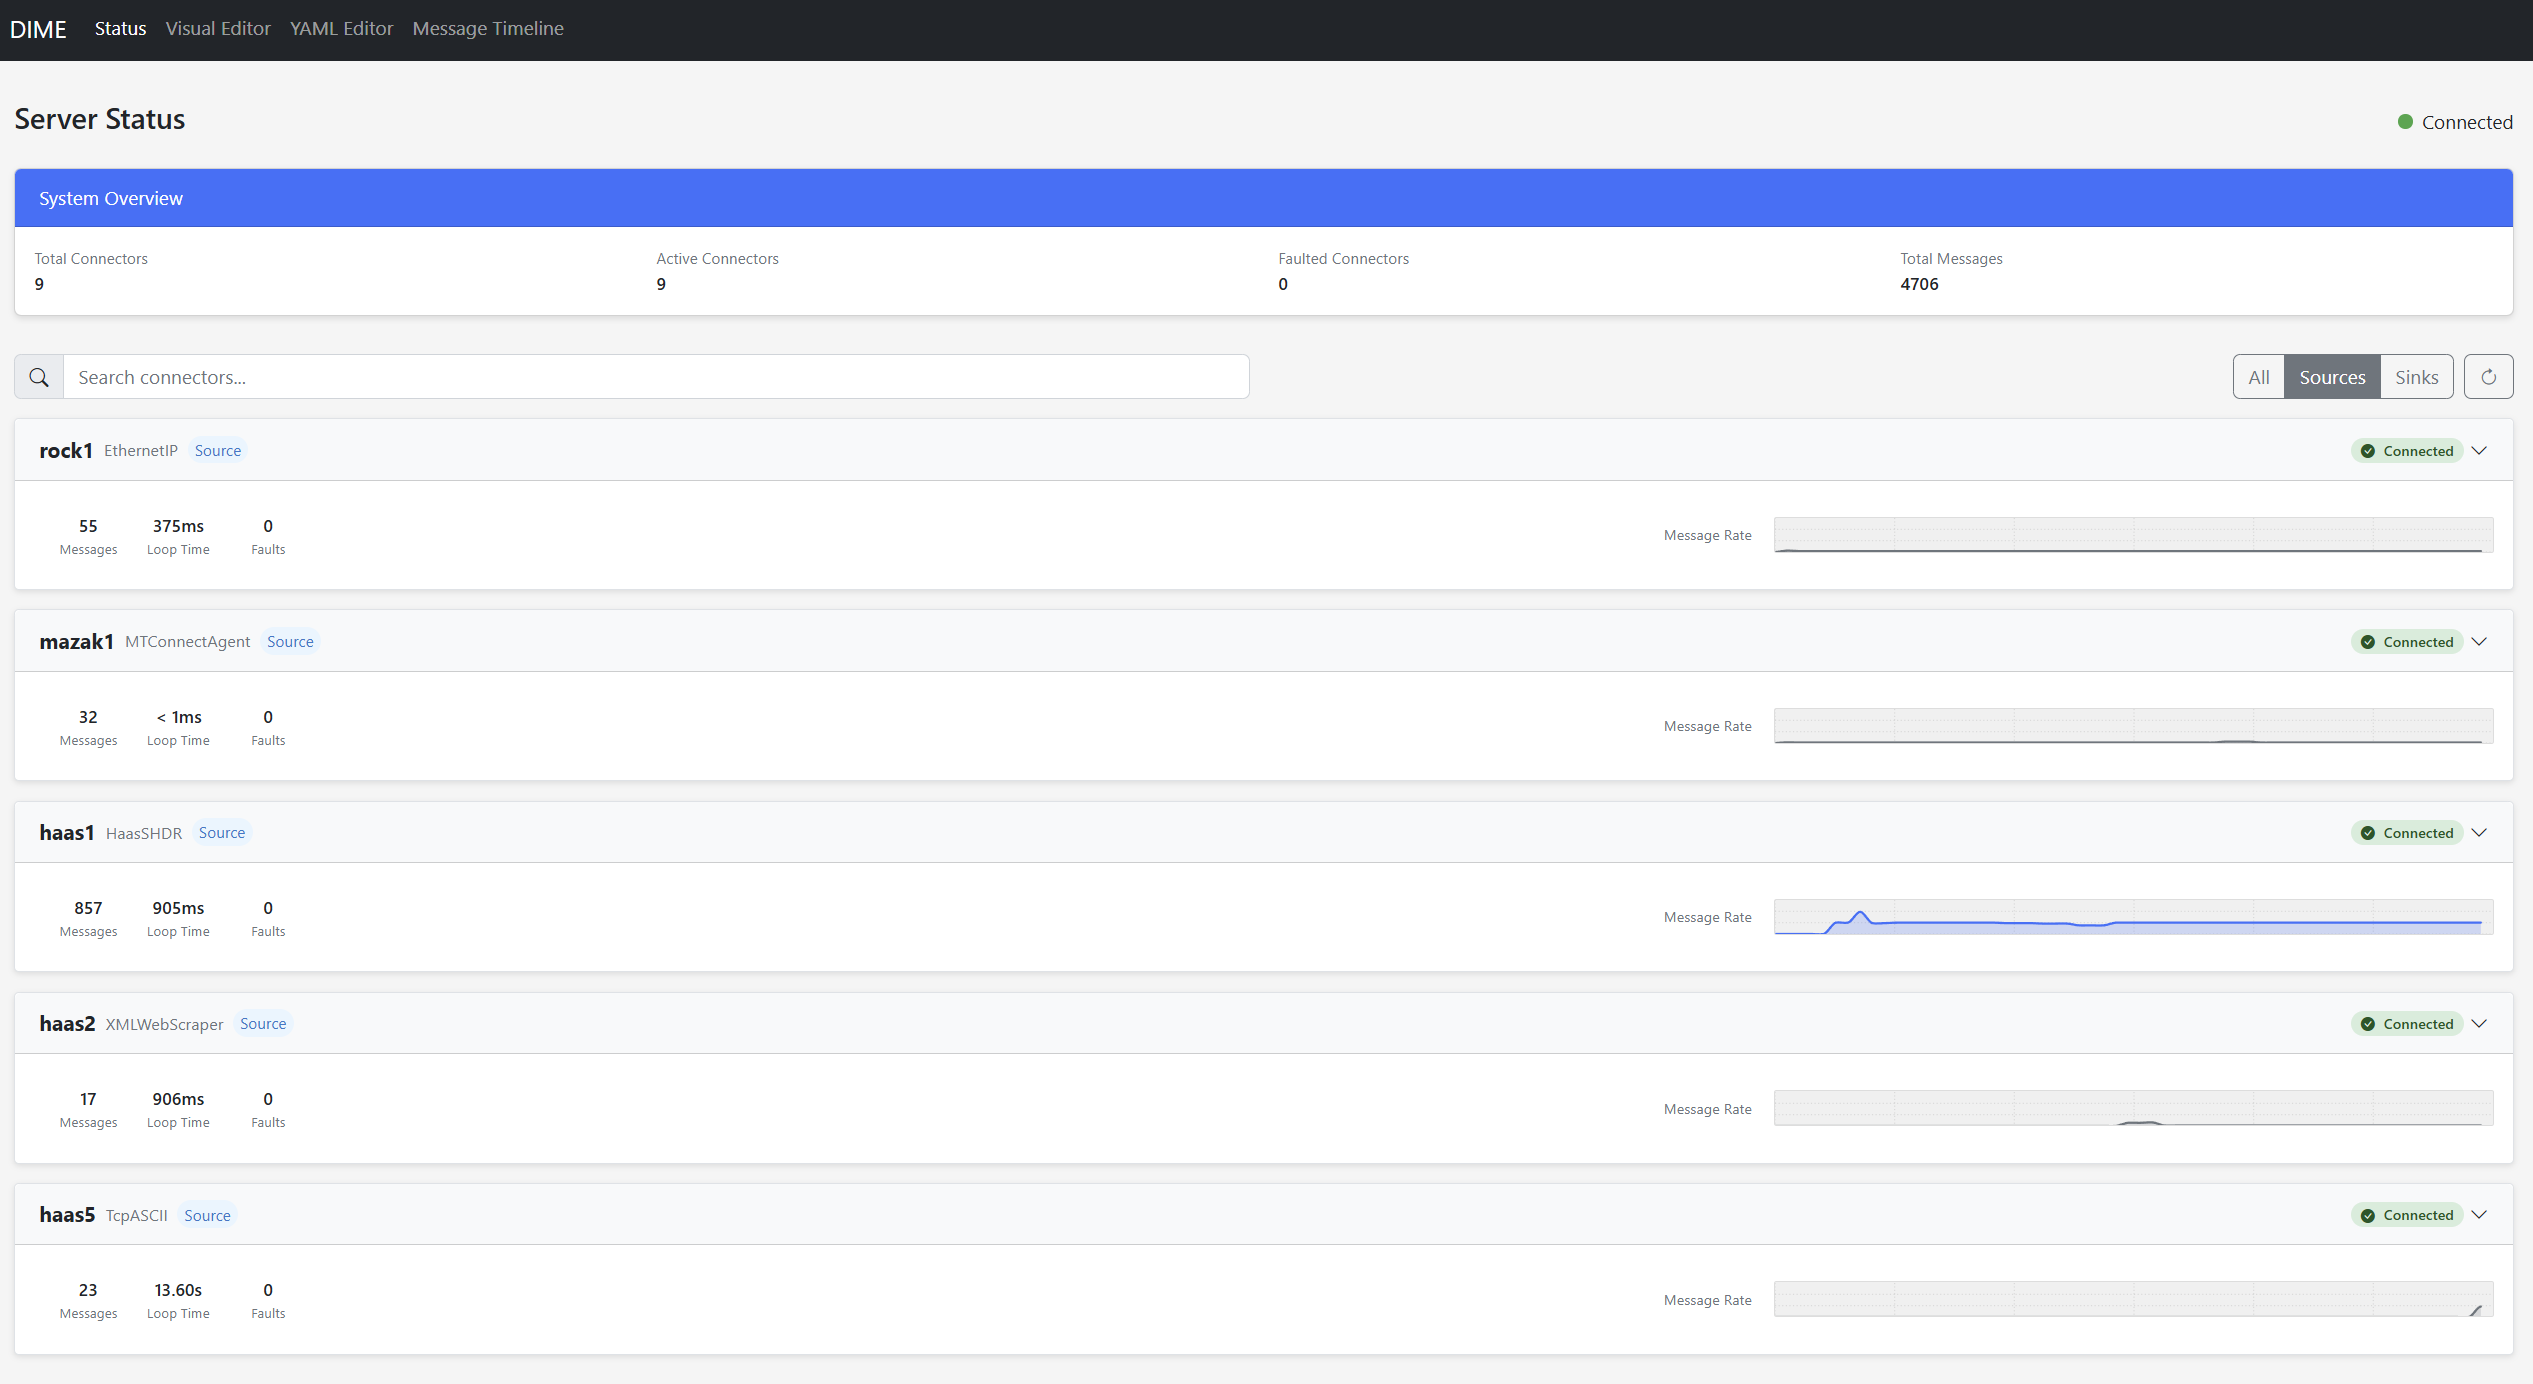 DIME Status Visual Editor YAML Editor Message Timeline
Server Status
Connected
System Overview
Total Connectors Active Connectors Faulted Connectors Total Messages
9 9 0 4706
Search connectors... All Sources Sinks
rock1 EthernetIP Source Connected
55 375ms 0
Messages Loop Time Faults
Message Rate
mazak1 MTConnectAgent Source Connected
32 < 1ms 0
Messages Loop Time Faults
Message Rate
haas1 HaasSHDR Source Connected
857 905ms 0
Messages Loop Time Faults
Message Rate
haas2 XMLWebScraper Source Connected
17 906ms 0
Messages Loop Time Faults
Message Rate
haas5 TcpASCII Source Connected
23 13.60s 0
Messages Loop Time Faults
Message Rate